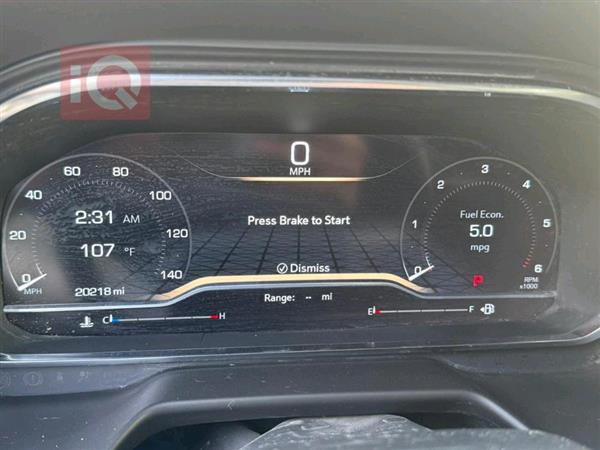 iQ
0
MPH
0
20
40
60
80
100
120
140
MPH
2:31 AM
107 °F
20218 mi
Press Brake to Start
Dismiss
Range: -- mi
C H
E F
0
1
2
3
4
5
6
Fuel Econ.
5.0
mpg
P
RPM
x1000